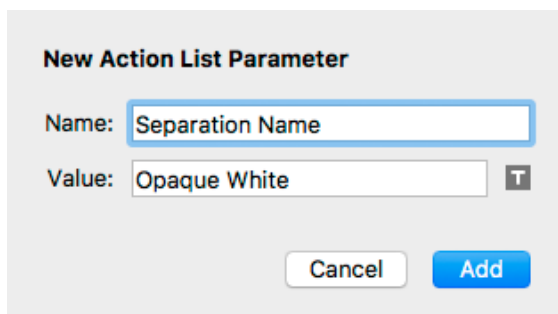 New Action List Parameter
Name: Separation Name
Value: Opaque White T
Cancel Add